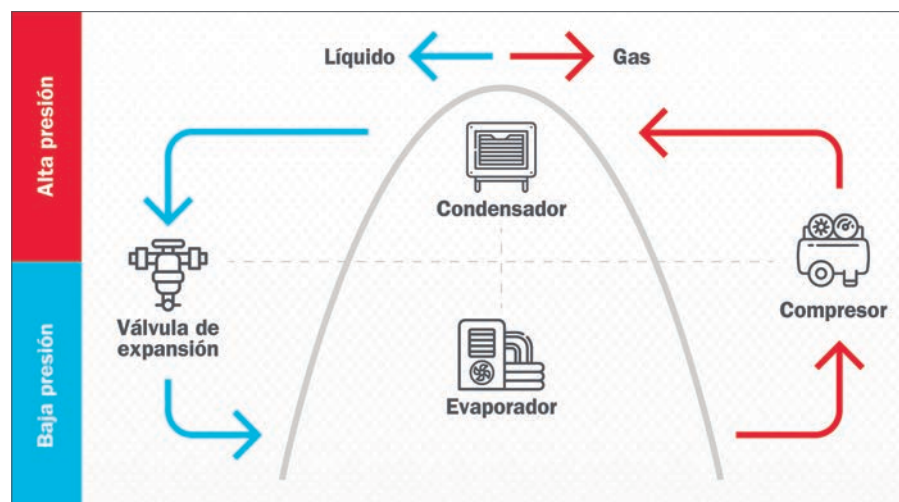 Alta presión
Baja presión
Líquido
Gas
Condensador
Válvula de
expansión
Compresor
Evaporador